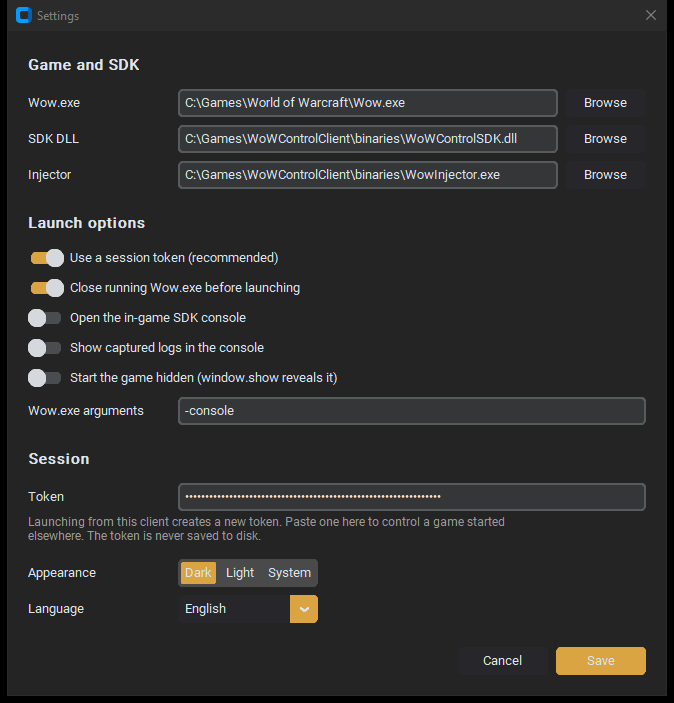 Settings
Game and SDK
Wow.exe C:\Games\World of Warcraft\Wow.exe Browse
SDK DLL C:\Games\WoWControlClient\binaries\WoWControlSDK.dll Browse
Injector C:\Games\WoWControlClient\binaries\WowInjector.exe Browse
Launch options
Use a session token (recommended)
Close running Wow.exe before launching
Open the in-game SDK console
Show captured logs in the console
Start the game hidden (window.show reveals it)
Wow.exe arguments -console
Session
Token
Launching from this client creates a new token. Paste one here to control a game started
elsewhere. The token is never saved to disk.
Appearance Dark Light System
Language English
Cancel Save